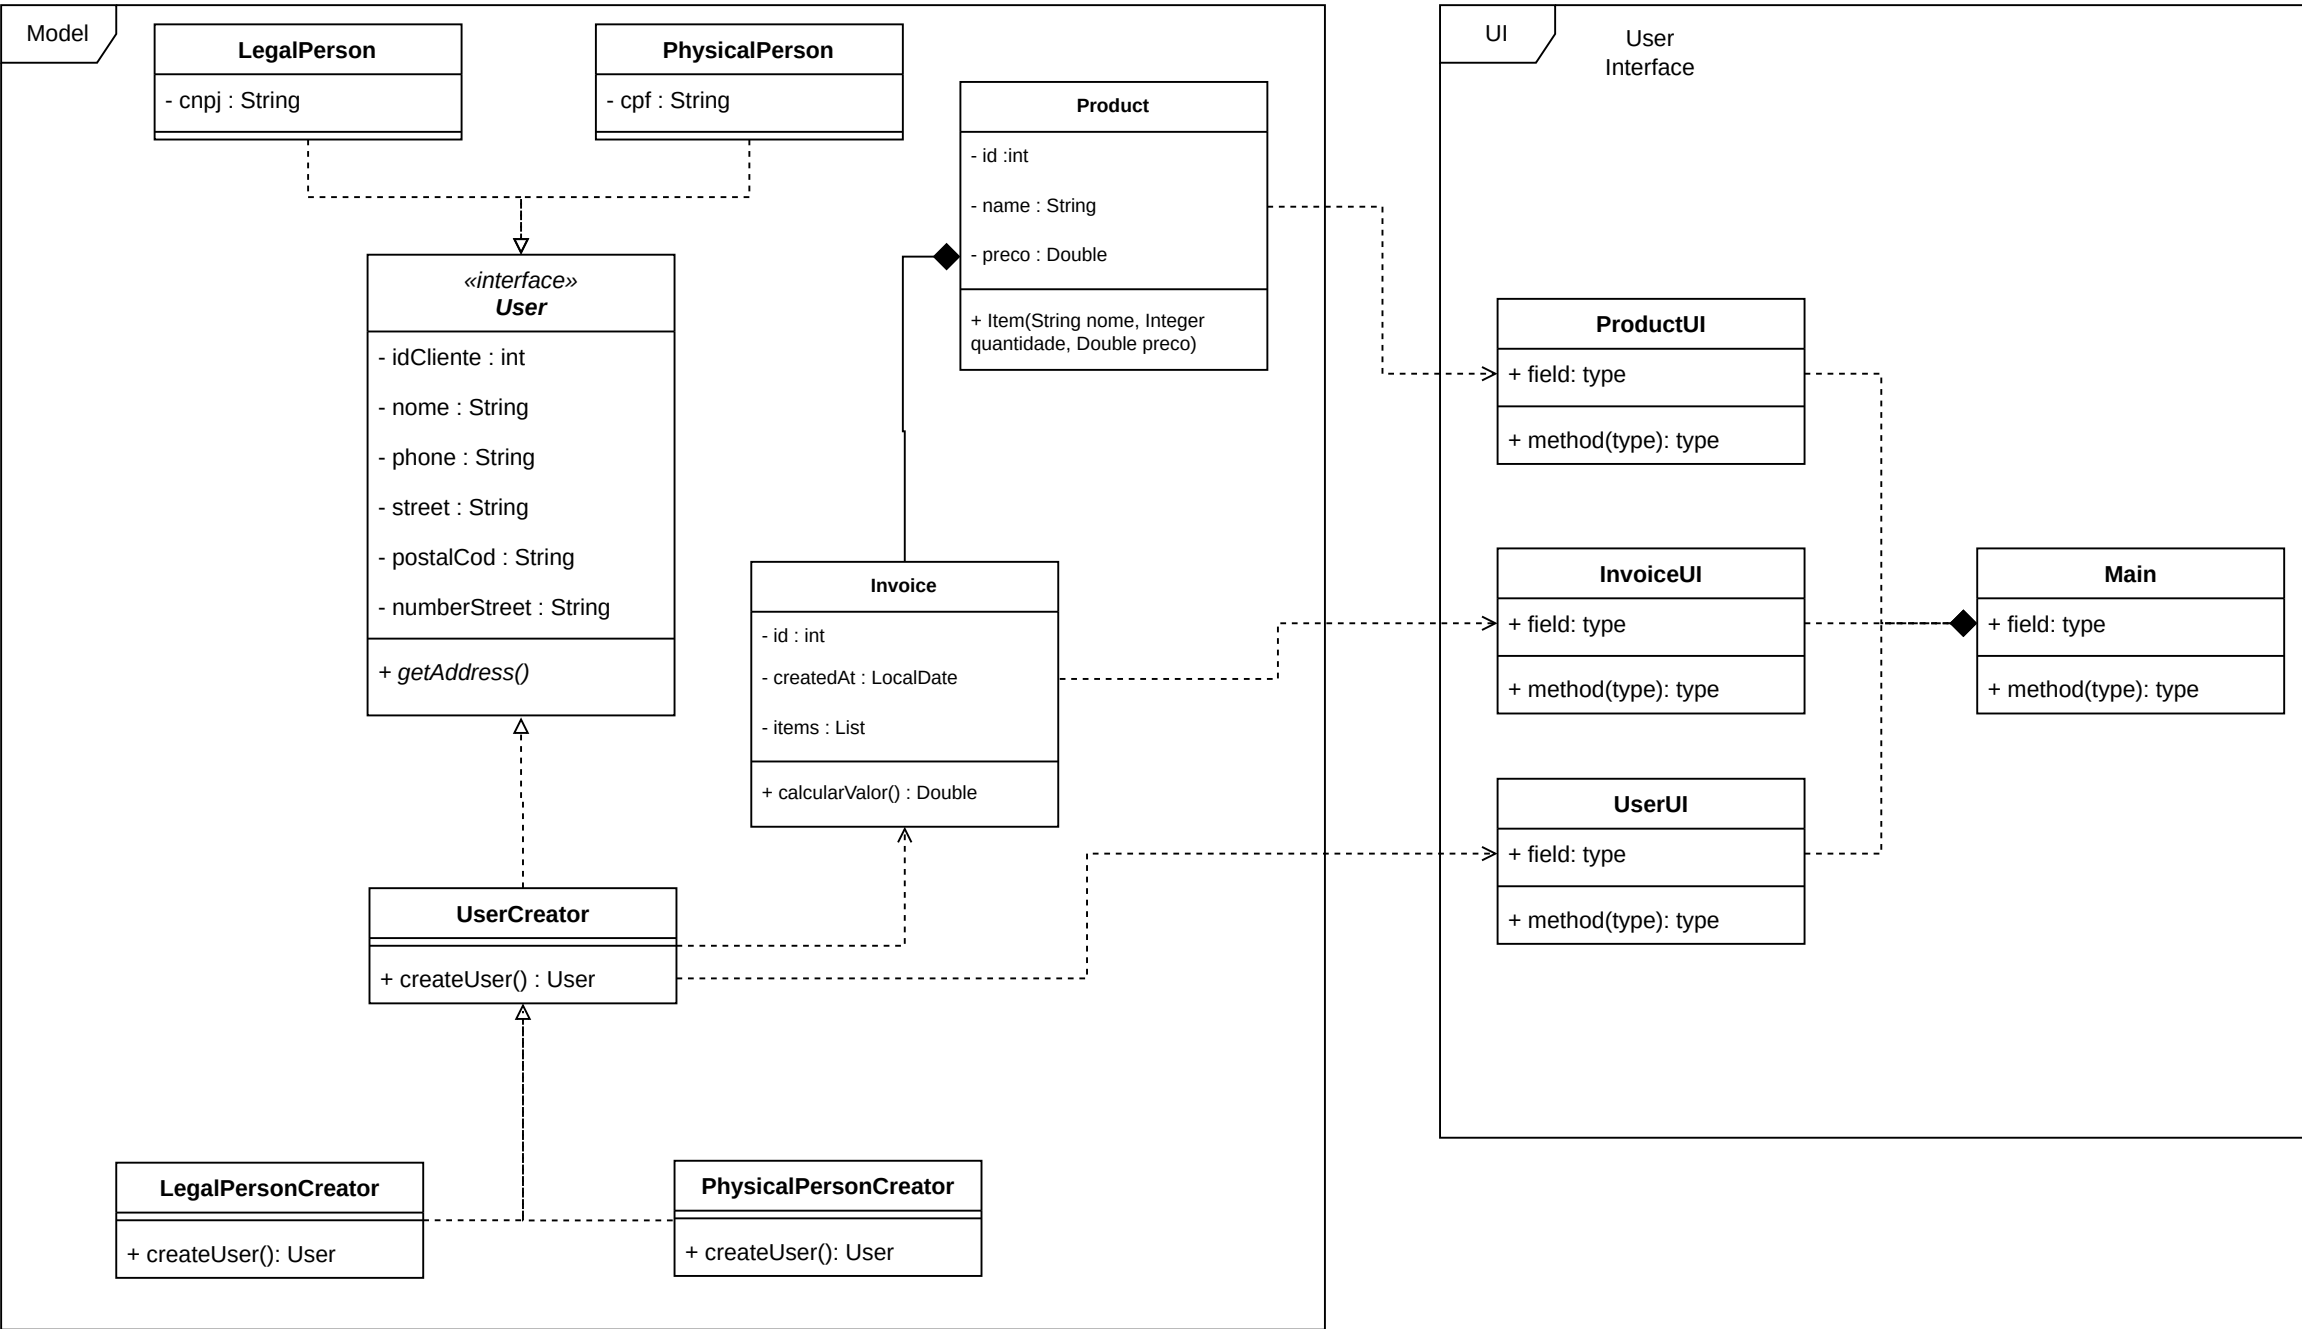 Model
LegalPerson
- cnpj : String
PhysicalPerson
- cpf : String
Product
- id :int
- name : String
- preco : Double
+ Item(String nome, Integer
quantidade, Double preco)
«interface»
User
- idCliente : int
- nome : String
- phone : String
- street : String
- postalCod : String
- numberStreet : String
+ getAddress()
Invoice
- id : int
- createdAt : LocalDate
- items : List
+ calcularValor() : Double
UserCreator
+ createUser() : User
LegalPersonCreator
+ createUser(): User
PhysicalPersonCreator
+ createUser(): User
UI
User
Interface
ProductUI
+ field: type
+ method(type): type
InvoiceUI
+ field: type
+ method(type): type
Main
+ field: type
+ method(type): type
UserUI
+ field: type
+ method(type): type